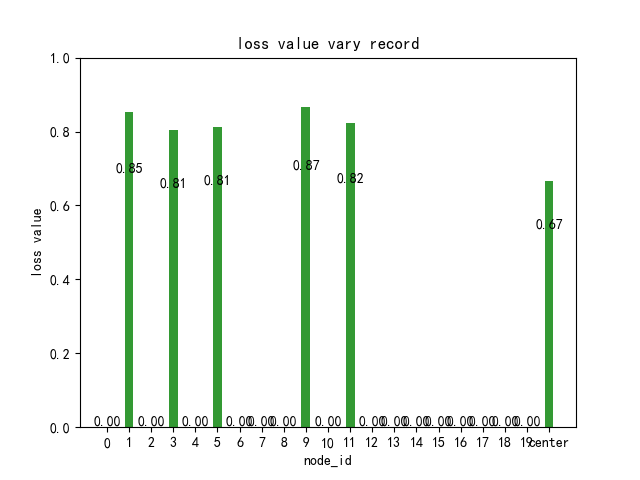 loss value vary record
1.0
0.8
0.6
0.4
0.2
0.0
loss value
0.00 0.85 0.00 0.81 0.00 0.81 0.00 0.00 0.00 0.87 0.00 0.82 0.00 0.00 0.00 0.00 0.00 0.00 0.00 0.00 0.67
0 1 2 3 4 5 6 7 8 9 10 11 12 13 14 15 16 17 18 19 center
node_id